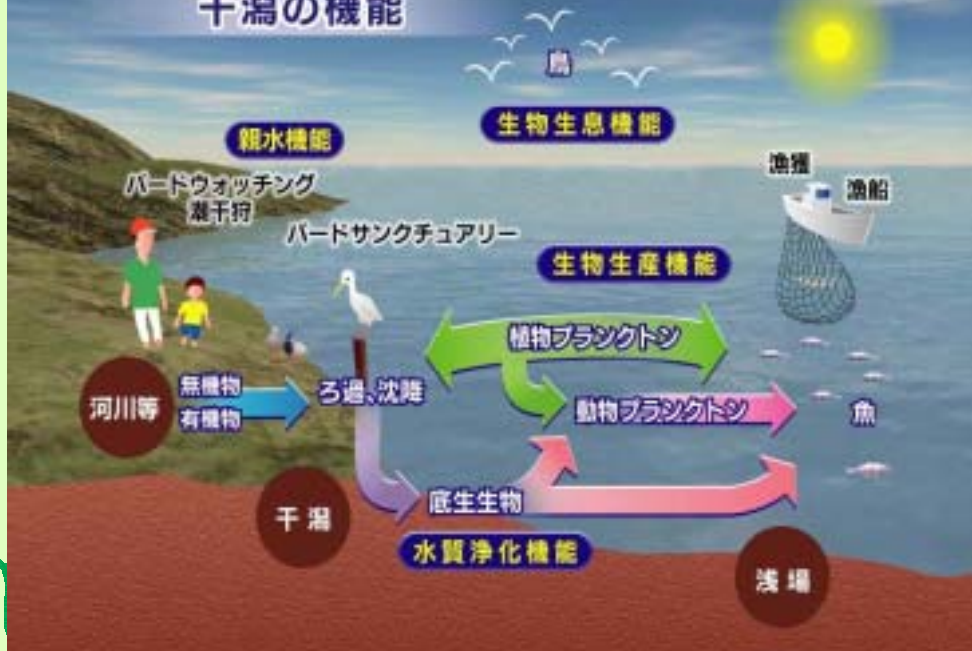 干潟の機能
鳥
生物生息機能
親水機能
漁獲
漁船
バードウォッチング
潮干狩
バードサンクチュアリー
生物生産機能
植物プランクトン
無機物
ろ過、沈降
河川等
有機物
動物プランクトン
魚
底生生物
干潟
水質浄化機能
浅場